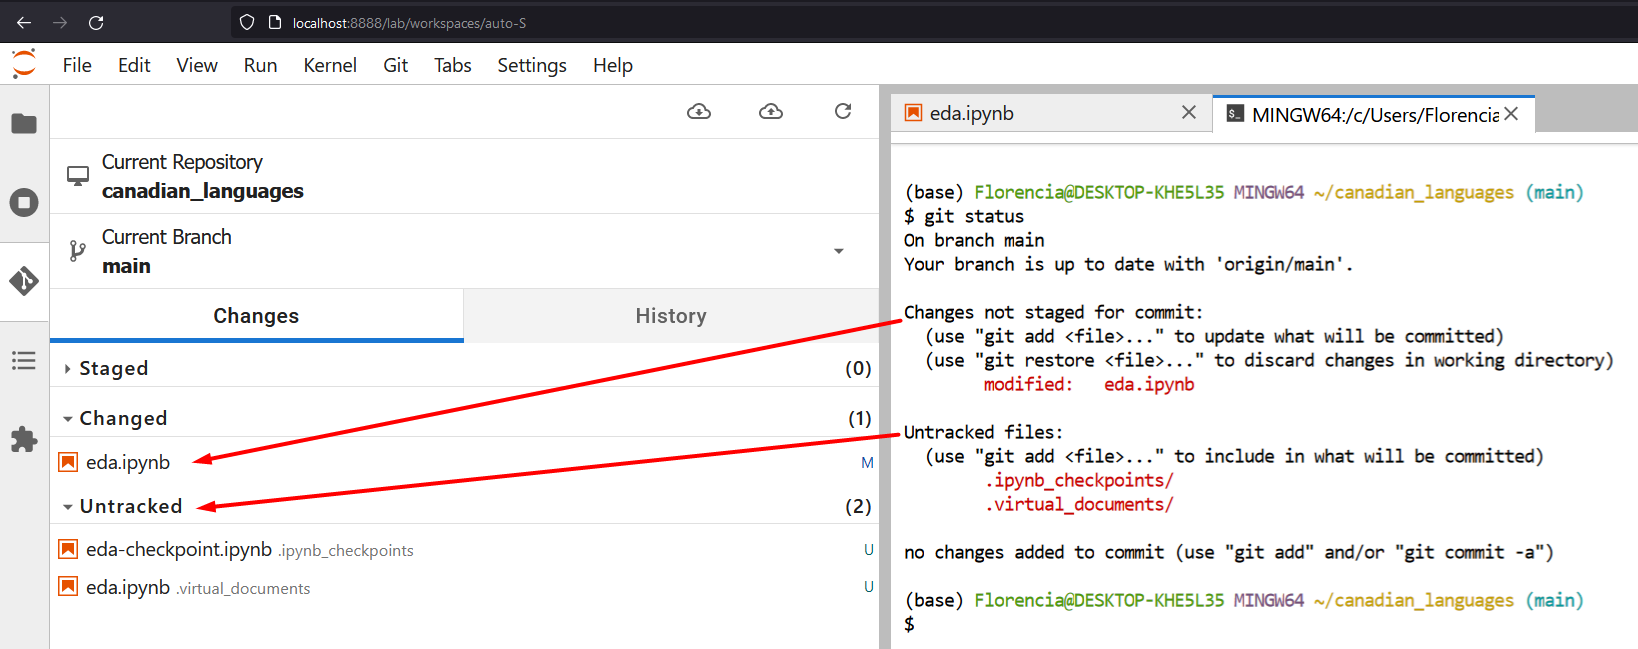 localhost:8888/lab/workspaces/auto-S
File Edit View Run Kernel Git Tabs Settings Help
Current Repository
canadian_languages
Current Branch
main
Changes History
Staged (0)
Changed (1)
eda.ipynb M
Untracked (2)
eda-checkpoint.ipynb .ipynb_checkpoints U
eda.ipynb .virtual_documents U
eda.ipynb
$_ MINGW64:/c/Users/Florencia
(base) Florencia@DESKTOP-KHE5L35 MINGW64 ~/canadian_languages (main)
$ git status
On branch main
Your branch is up to date with 'origin/main'.
Changes not staged for commit:
(use "git add <file>..." to update what will be committed)
(use "git restore <file>..." to discard changes in working directory)
modified: eda.ipynb
Untracked files:
(use "git add <file>..." to include in what will be committed)
.ipynb_checkpoints/
.virtual_documents/
no changes added to commit (use "git add" and/or "git commit -a")
(base) Florencia@DESKTOP-KHE5L35 MINGW64 ~/canadian_languages (main)
$